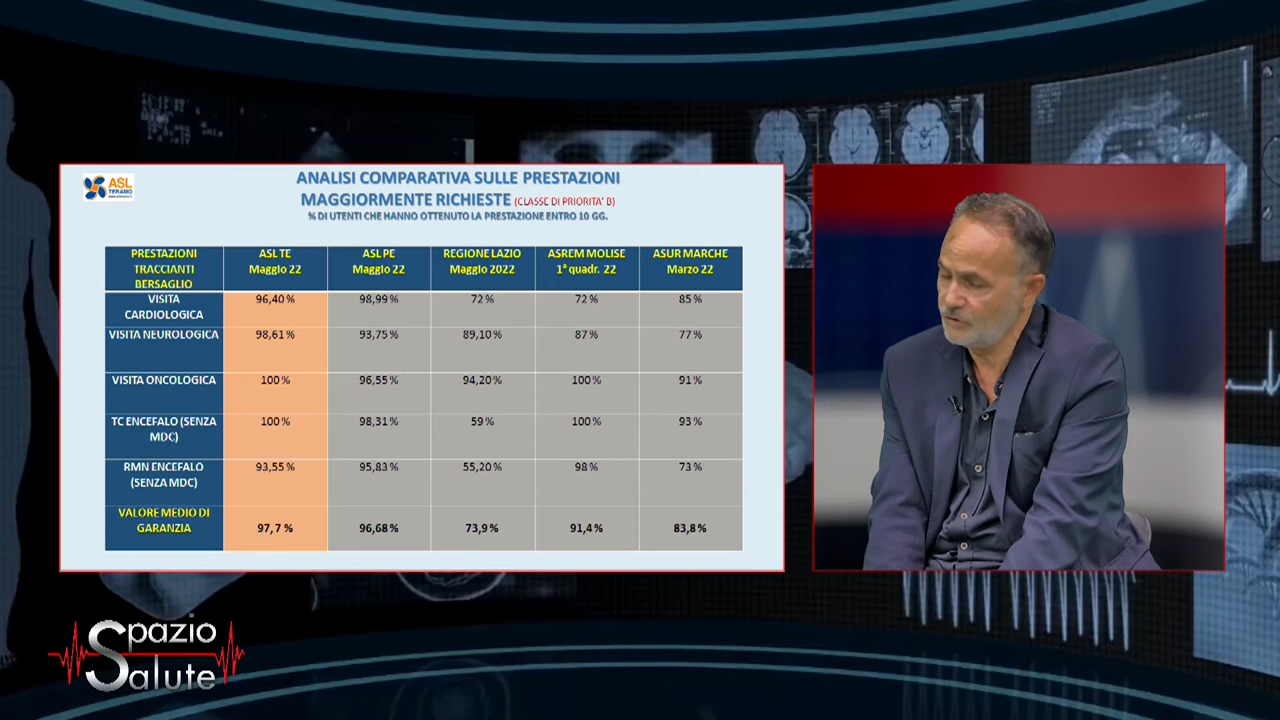 ASL
TERAMO
ANALISI COMPARATIVA SULLE PRESTAZIONI
MAGGIORMENTE RICHIESTE (CLASSE DI PRIORITA' B)
% DI UTENTI CHE HANNO OTTENUTO LA PRESTAZIONE ENTRO 10 GG.
PRESTAZIONI TRACCIANTI BERSAGLIO ASL TE Maggio 22 ASL PE Maggio 22 REGIONE LAZIO Maggio 2022 ASREM MOLISE 1° quadr. 22 ASUR MARCHE Marzo 22
VISITA CARDIOLOGICA 96,40 % 98,99 % 72 % 72 % 85 %
VISITA NEUROLOGICA 98,61 % 93,75 % 89,10 % 87 % 77 %
VISITA ONCOLOGICA 100 % 96,55 % 94,20 % 100 % 91 %
TC ENCEFALO (SENZA MDC) 100 % 98,31 % 59 % 100 % 93 %
RMN ENCEFALO (SENZA MDC) 93,55 % 95,83 % 55,20 % 98 % 73 %
VALORE MEDIO DI GARANZIA 97,7 % 96,68 % 73,9 % 91,4 % 83,8 %
Spazio
Salute